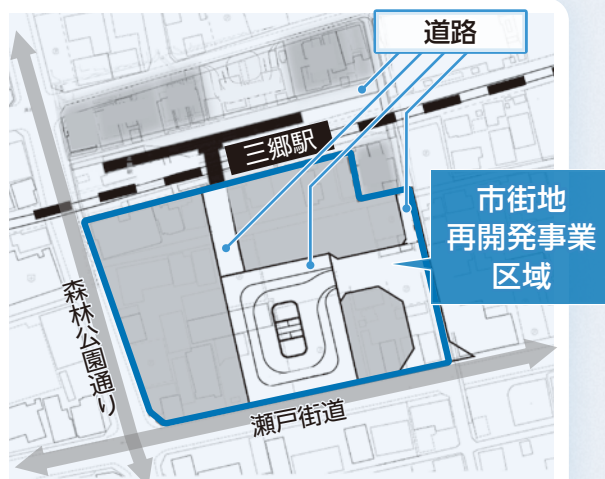 道路
三郷駅
市街地
再開発事業
区域
森林公園通り
瀬戸街道